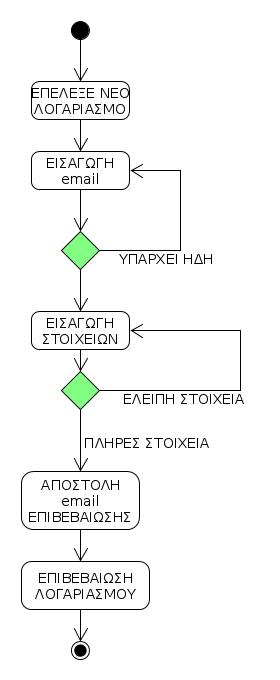 ΕΠΕΛΕΞΕ ΝΕΟ
ΛΟΓΑΡΙΑΣΜΟ
ΕΙΣΑΓΩΓΗ
email
ΥΠΑΡΧΕΙ ΗΔΗ
ΕΙΣΑΓΩΓΗ
ΣΤΟΙΧΕΙΩΝ
ΕΛΕΙΠΗ ΣΤΟΙΧΕΙΑ
ΠΛΗΡΕΣ ΣΤΟΙΧΕΙΑ
ΑΠΟΣΤΟΛΗ
email
ΕΠΙΒΕΒΑΙΩΣΗΣ
ΕΠΙΒΕΒΑΙΩΣΗ
ΛΟΓΑΡΙΑΣΜΟΥ